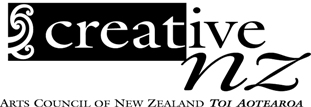 creative
nz
ARTS COUNCIL OF NEW ZEALAND TOI AOTEAROA